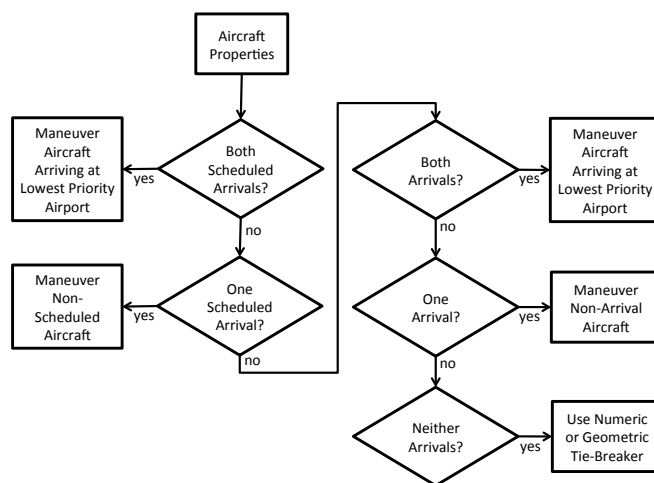 Aircraft
Properties
Both
Scheduled
Arrivals?
yes
Maneuver
Aircraft
Arriving at
Lowest Priority
Airport
no
One
Scheduled
Arrival?
yes
Maneuver
Non-
Scheduled
Aircraft
no
Both
Arrivals?
yes
Maneuver
Aircraft
Arriving at
Lowest Priority
Airport
no
One
Arrival?
yes
Maneuver
Non-Arrival
Aircraft
no
Neither
Arrivals?
yes
Use Numeric
or Geometric
Tie-Breaker